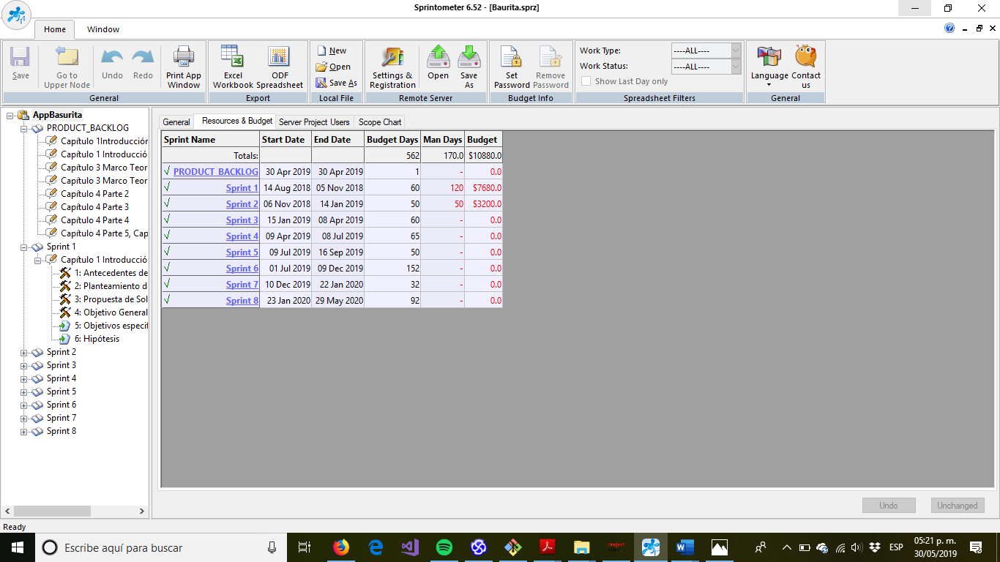 Sprintometer 6.52 - [Baurita.sprz]
Home Window
Save
Go to Upper Node
Undo
Redo
Print App Window
General
Excel Workbook
ODF Spreadsheet
Export
New
Open
Save As
Local File
Settings & Registration
Open
Save As
Remote Server
Set Password
Remove Password
Budget Info
Work Type: ----ALL----
Work Status: ----ALL----
Show Last Day only
Spreadsheet Filters
Language
Contact us
General
AppBasurita
PRODUCT_BACKLOG
Capítulo 1Introducción
Capítulo 1 Introducció
Capítulo 3 Marco Teor
Capítulo 3 Marco Teor
Capítulo 4 Parte 2
Capítulo 4 Parte 3
Capítulo 4 Parte 4
Capítulo 4 Parte 5, Cap
Sprint 1
Capítulo 1 Introducció
1: Antecedentes de
2: Planteamiento d
3: Propuesta de Sol
4: Objetivo General
5: Objetivos especit
6: Hipótesis
Sprint 2
Sprint 3
Sprint 4
Sprint 5
Sprint 6
Sprint 7
Sprint 8
General Resources & Budget Server Project Users Scope Chart
Sprint Name Start Date End Date Budget Days Man Days Budget
Totals: 562 170.0 $10880.0
PRODUCT_BACKLOG 30 Apr 2019 30 Apr 2019 1 - 0.0
Sprint 1 14 Aug 2018 05 Nov 2018 60 120 $7680.0
Sprint 2 06 Nov 2018 14 Jan 2019 50 50 $3200.0
Sprint 3 15 Jan 2019 08 Apr 2019 60 - 0.0
Sprint 4 09 Apr 2019 08 Jul 2019 65 - 0.0
Sprint 5 09 Jul 2019 16 Sep 2019 50 - 0.0
Sprint 6 01 Jul 2019 09 Dec 2019 152 - 0.0
Sprint 7 10 Dec 2019 22 Jan 2020 32 - 0.0
Sprint 8 23 Jan 2020 29 May 2020 92 - 0.0
Undo Unchanged
Ready
Escribe aquí para buscar
ESP
05:21 p. m.
30/05/2019